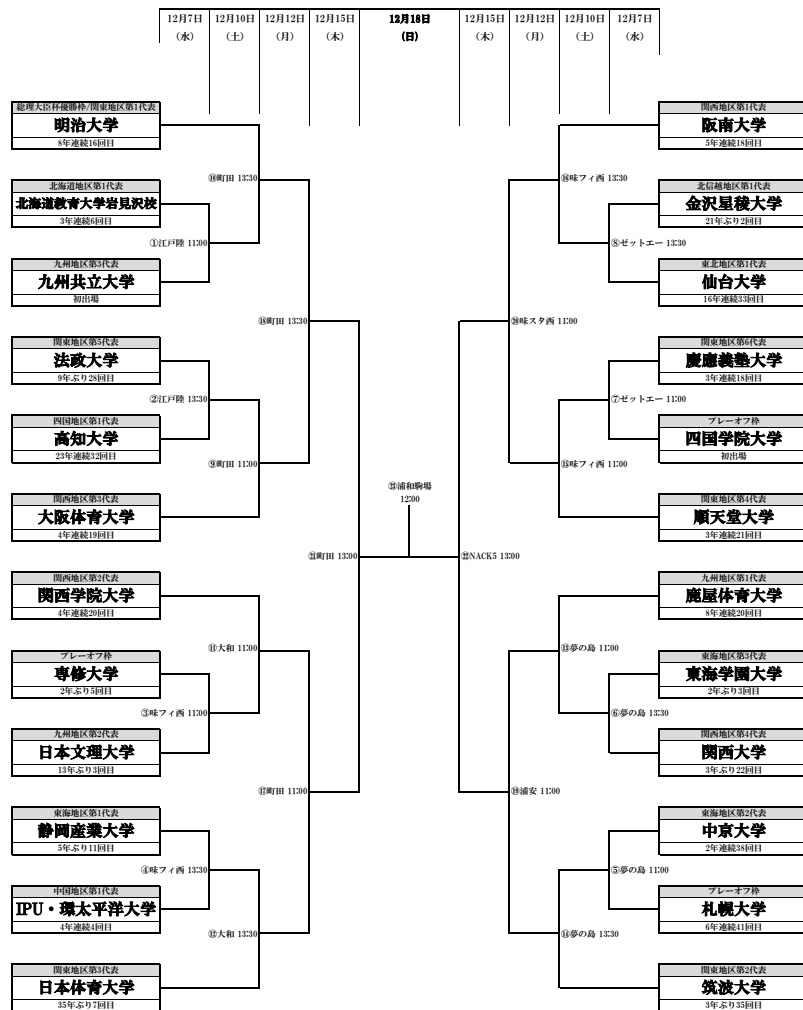 12月7日 12月10日 12月12日 12月15日 12月18日 12月15日 12月12日 12月10日 12月7日
(水) (土) (月) (木) (日) (木) (月) (土) (水)
総理大臣杯優勝枠/関東地区第1代表
明治大学
8年連続16回目
⑩町田 13:30
北海道地区第1代表
北海道教育大学岩見沢校
3年連続6回目
①江戸陸 11:00
九州地区第3代表
九州共立大学
初出場
⑱町田 13:30
関東地区第5代表
法政大学
9年ぶり28回目
②江戸陸 13:30
四国地区第1代表
高知大学
23年連続32回目
⑨町田 11:00
関西地区第3代表
大阪体育大学
4年連続19回目
㉑町田 13:00
関西地区第2代表
関西学院大学
4年連続20回目
⑪大和 11:00
プレーオフ枠
専修大学
2年ぶり5回目
③味フィ西 11:00
九州地区第2代表
日本文理大学
13年ぶり3回目
⑰町田 11:00
東海地区第1代表
静岡産業大学
5年ぶり11回目
④味フィ西 13:30
中国地区第1代表
IPU・環太平洋大学
4年連続4回目
⑫大和 13:30
関東地区第3代表
日本体育大学
35年ぶり7回目
㉓浦和駒場
12:00
関西地区第1代表
阪南大学
5年連続18回目
⑯味フィ西 13:30
北信越地区第1代表
金沢星稜大学
21年ぶり2回目
⑧ゼットエー 13:30
東北地区第1代表
仙台大学
16年連続33回目
⑳味スタ西 11:00
関東地区第6代表
慶應義塾大学
3年連続18回目
⑦ゼットエー 11:00
プレーオフ枠
四国学院大学
初出場
⑮味フィ西 11:00
関東地区第4代表
順天堂大学
3年連続21回目
㉒NACK5 13:00
九州地区第1代表
鹿屋体育大学
8年連続20回目
⑬夢の島 11:00
東海地区第3代表
東海学園大学
2年ぶり3回目
⑥夢の島 13:30
関西地区第4代表
関西大学
3年ぶり22回目
⑲浦安 11:00
東海地区第2代表
中京大学
2年連続38回目
⑤夢の島 11:00
プレーオフ枠
札幌大学
6年連続41回目
⑭夢の島 13:30
関東地区第2代表
筑波大学
3年ぶり35回目